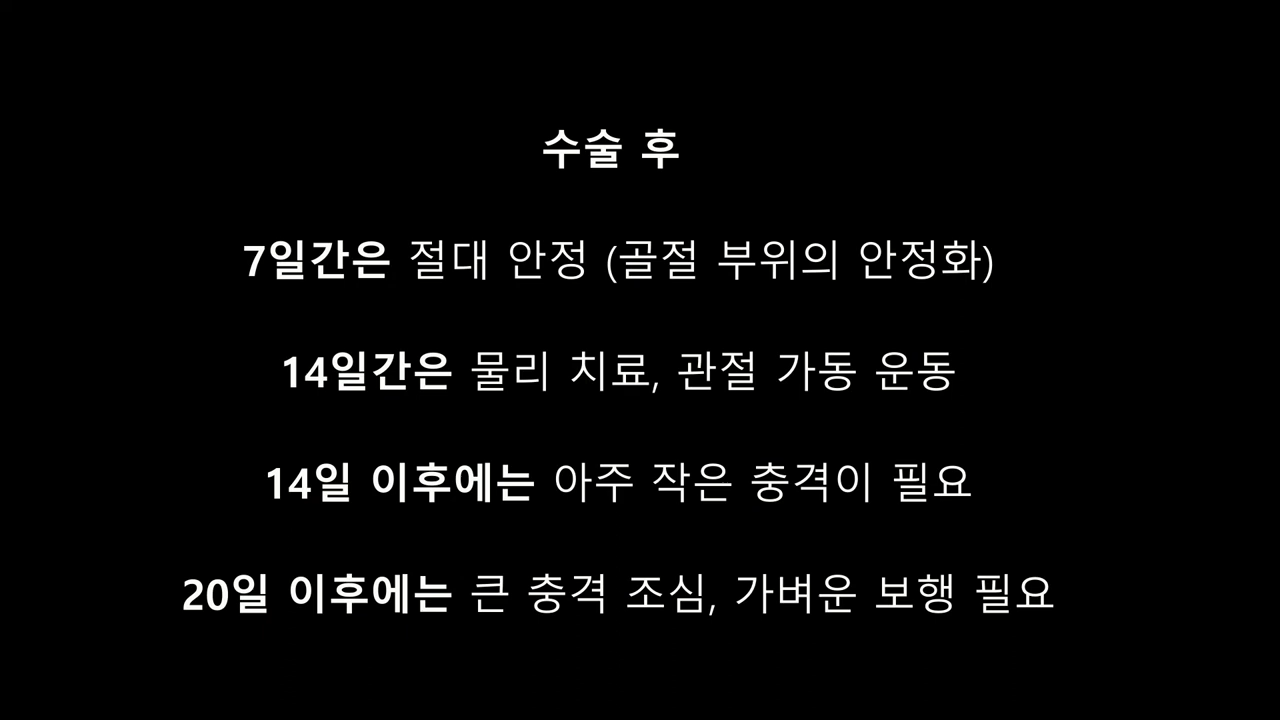 수술 후
7일간은 절대 안정 (골절 부위의 안정화)
14일간은 물리 치료, 관절 가동 운동
14일 이후에는 아주 작은 충격이 필요
20일 이후에는 큰 충격 조심, 가벼운 보행 필요